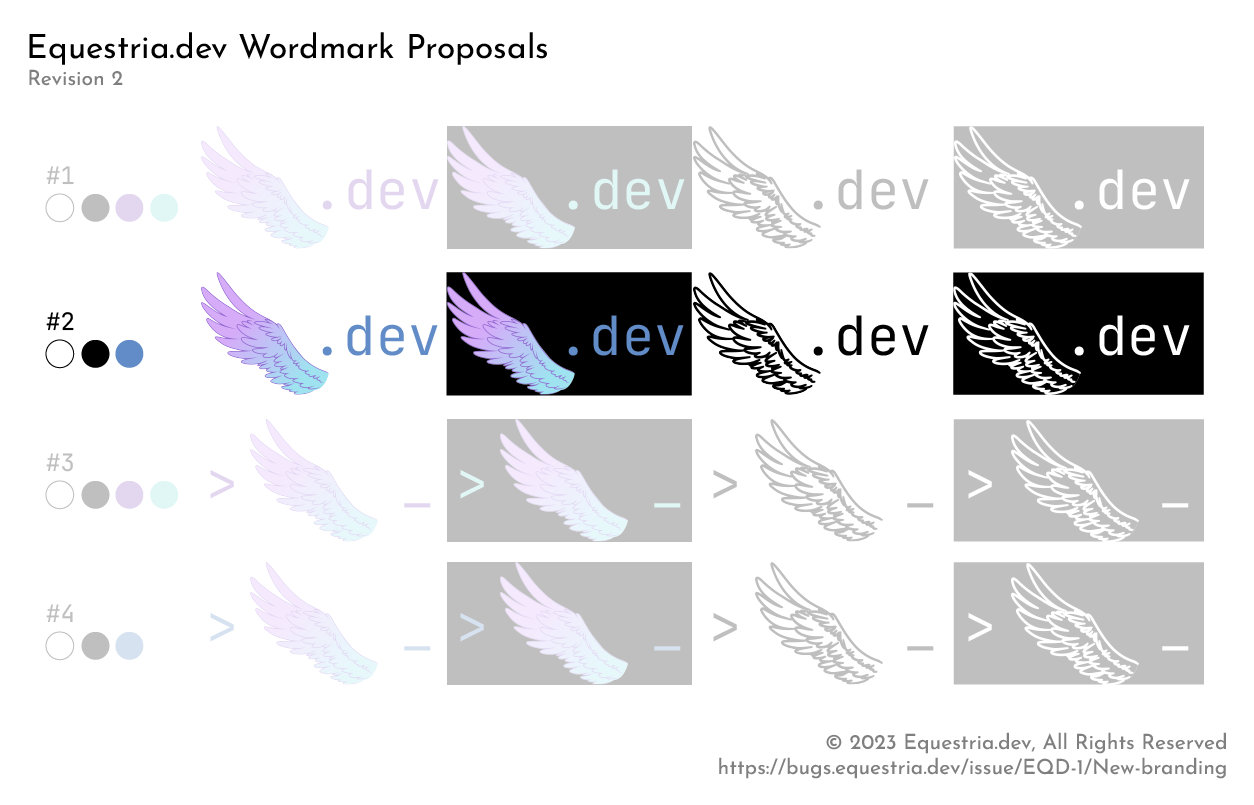 Equestria.dev Wordmark Proposals
Revision 2
#1
.dev .dev .dev .dev
#2
.dev .dev .dev .dev
#3
> _ > _ > _ > _
#4
> _ > _ > _ > _
© 2023 Equestria.dev, All Rights Reserved
https://bugs.equestria.dev/issue/EQD-1/New-branding